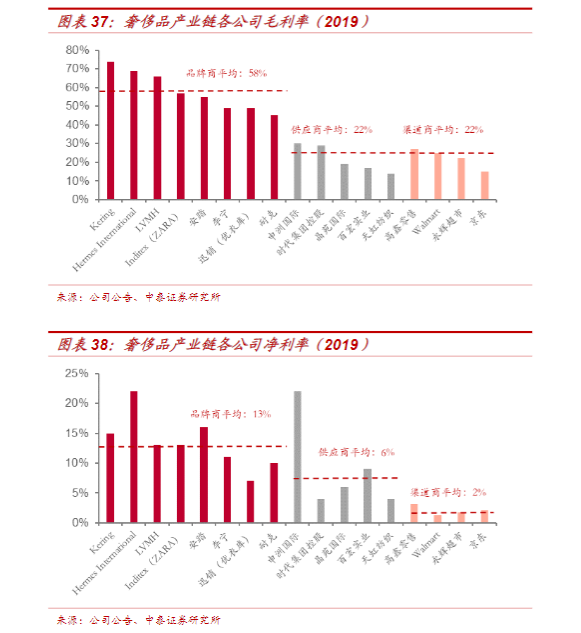 图表 37：奢侈品产业链各公司毛利率（2019）
80%
70%
60%
50%
40%
30%
20%
10%
0%
品牌商平均：58%
供应商平均：22%
渠道商平均：22%
Kering
Hermes International
LVMH
Inditex（ZARA）
安踏
李宁
迅销（优衣库）
耐克
申洲国际
时代集团控股
晶苑国际
百宏实业
天虹纺织
高鑫零售
Walmart
永辉超市
京东
来源：公司公告、中泰证券研究所
图表 38：奢侈品产业链各公司净利率（2019）
25%
20%
15%
10%
5%
0%
品牌商平均：13%
供应商平均：6%
渠道商平均：2%
Kering
Hermes International
LVMH
Inditex（ZARA）
安踏
李宁
迅销（优衣库）
耐克
申洲国际
时代集团控股
晶苑国际
百宏实业
天虹纺织
高鑫零售
Walmart
永辉超市
京东
来源：公司公告、中泰证券研究所